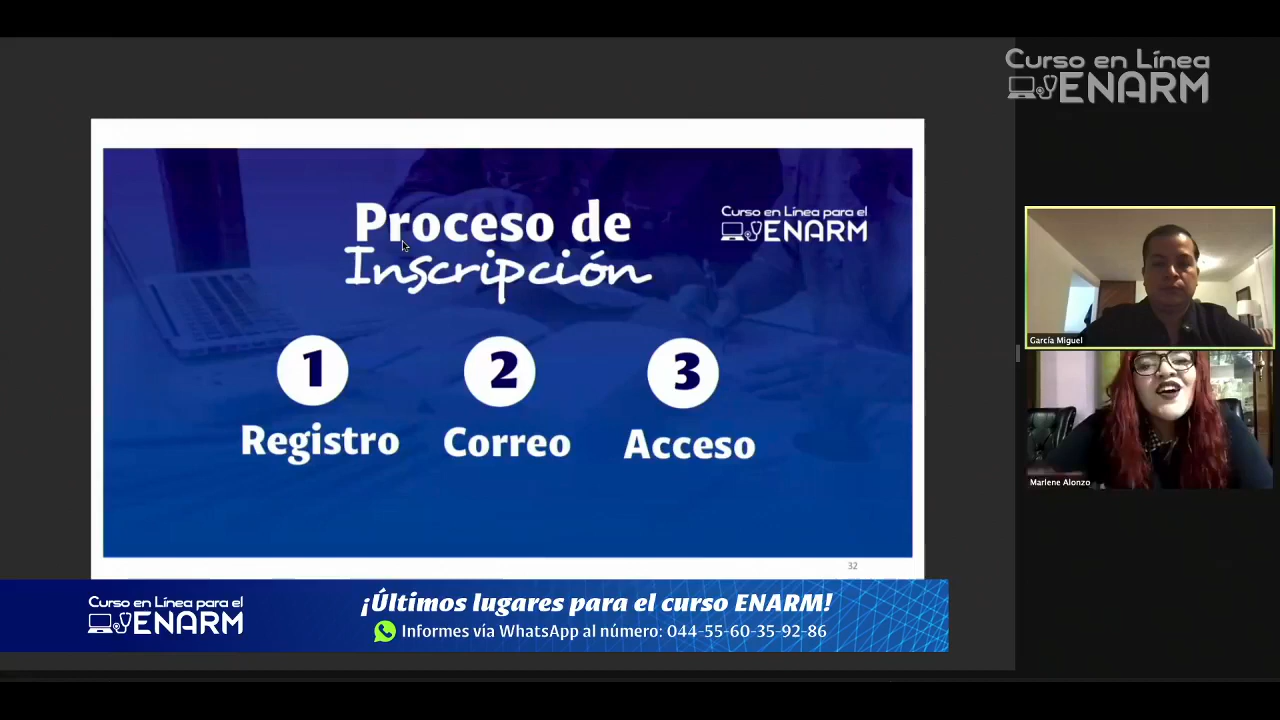 Curso en Línea
ENARM
Proceso de
Inscripción
Curso en Línea para el
ENARM
1
2
3
Registro
Correo
Acceso
32
García Miguel
Marlene Alonzo
Curso en Línea para el
ENARM
¡Últimos lugares para el curso ENARM!
Informes vía WhatsApp al número: 044-55-60-35-92-86